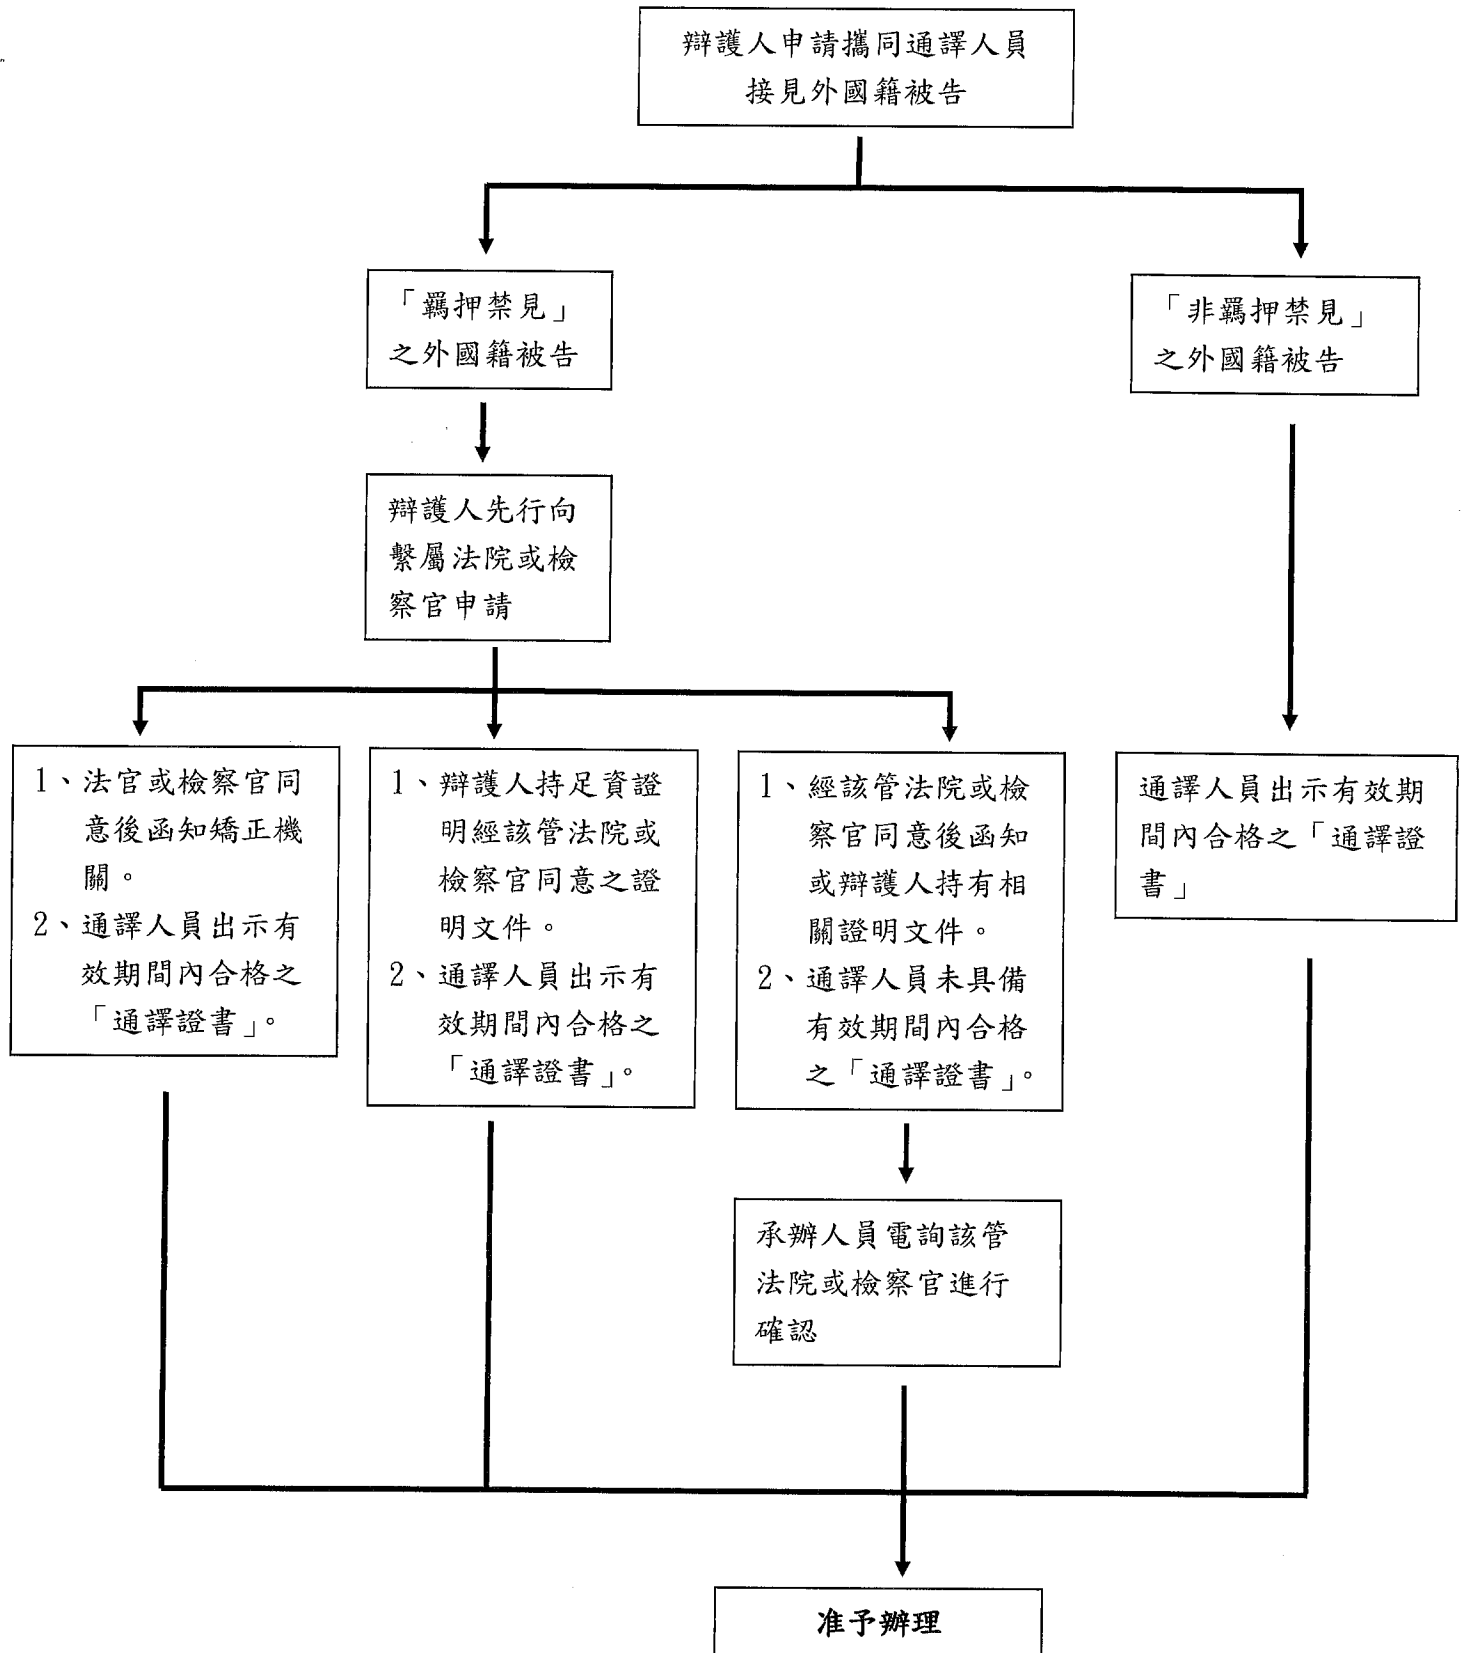 辯護人申請攜同通譯人員
接見外國籍被告
「羈押禁見」
之外國籍被告
「非羈押禁見」
之外國籍被告
辯護人先行向
繫屬法院或檢
察官申請
1、法官或檢察官同
意後函知矯正機
關。
2、通譯人員出示有
效期間內合格之
「通譯證書」。
1、辯護人持足資證
明經該管法院或
檢察官同意之證
明文件。
2、通譯人員出示有
效期間內合格之
「通譯證書」。
1、經該管法院或檢
察官同意後函知
或辯護人持有相
關證明文件。
2、通譯人員未具備
有效期間內合格
之「通譯證書」。
通譯人員出示有效期
間內合格之「通譯證
書」
承辦人員電詢該管
法院或檢察官進行
確認
准予辦理